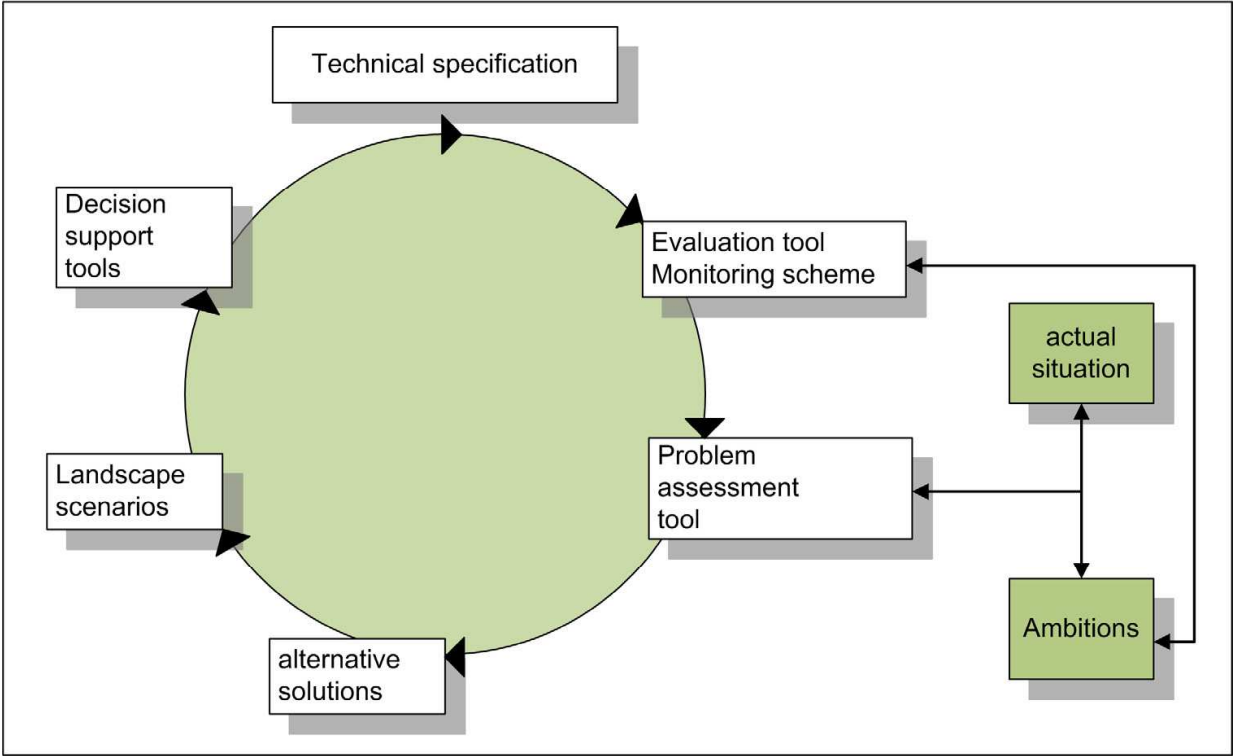 Technical specification
Decision
support
tools
Evaluation tool
Monitoring scheme
actual
situation
Problem
assessment
tool
Landscape
scenarios
Ambitions
alternative
solutions